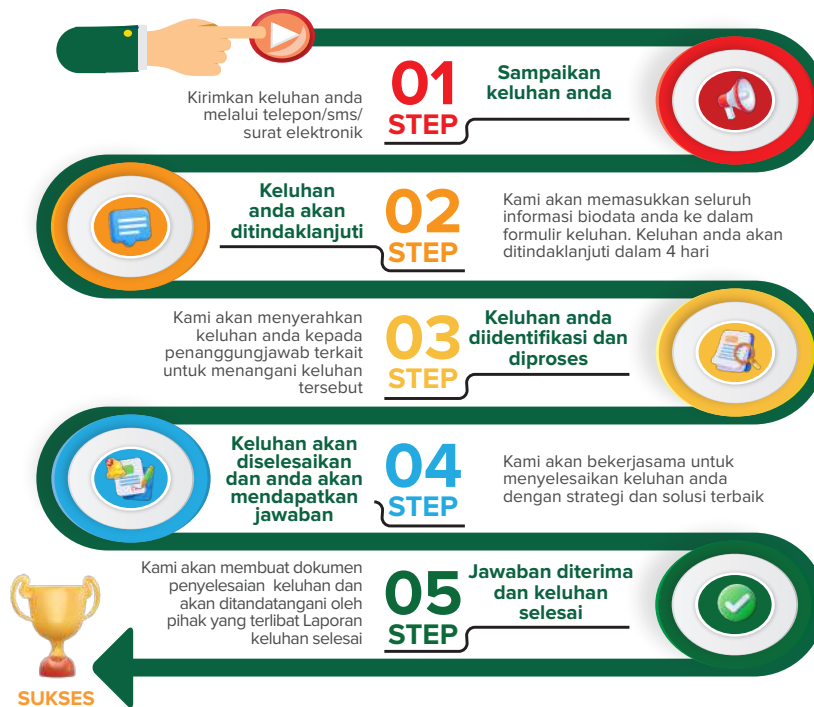 01
STEP
Sampaikan
keluhan anda
Kirimkan keluhan anda
melalui telepon/sms/
surat elektronik
Keluhan
anda akan
ditindaklanjuti
02
STEP
Kami akan memasukkan seluruh
informasi biodata anda ke dalam
formulir keluhan. Keluhan anda akan
ditindaklanjuti dalam 4 hari
Kami akan menyerahkan
keluhan anda kepada
penanggungjawab terkait
untuk menangani keluhan
tersebut
03
STEP
Keluhan anda
diidentifikasi dan
diproses
Keluhan akan
diselesaikan
dan anda akan
mendapatkan
jawaban
04
STEP
Kami akan bekerjasama untuk
menyelesaikan keluhan anda
dengan strategi dan solusi terbaik
Kami akan membuat dokumen
penyelesaian keluhan dan
akan ditandatangani oleh
pihak yang terlibat Laporan
keluhan selesai
05
STEP
Jawaban diterima
dan keluhan
selesai
SUKSES